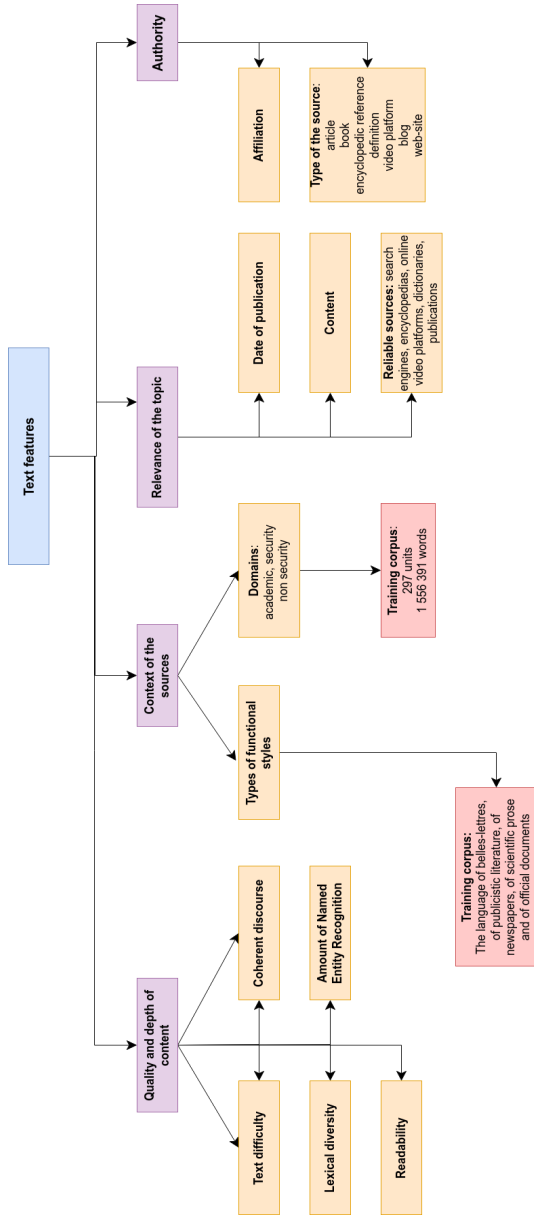 Text features
Quality and depth of
content
Context of the
sources
Relevance of the topic
Authority
Text difficulty
Coherent discourse
Lexical diversity
Amount of Named
Entity Recognition
Readability
Types of functional
styles
Training corpus:
The language of belles-lettres,
of publicistic literature, of
newspapers, of scientific prose
and of official documents
Domains:
academic, security
non security
Training corpus:
297 units
1 556 391 words
Date of publication
Content
Reliable sources: search
engines, encyclopedias, online
video platforms, dictionaries,
publications
Affiliation
Type of the source:
article
book
encyclopedic reference
definition
video platform
blog
web-site